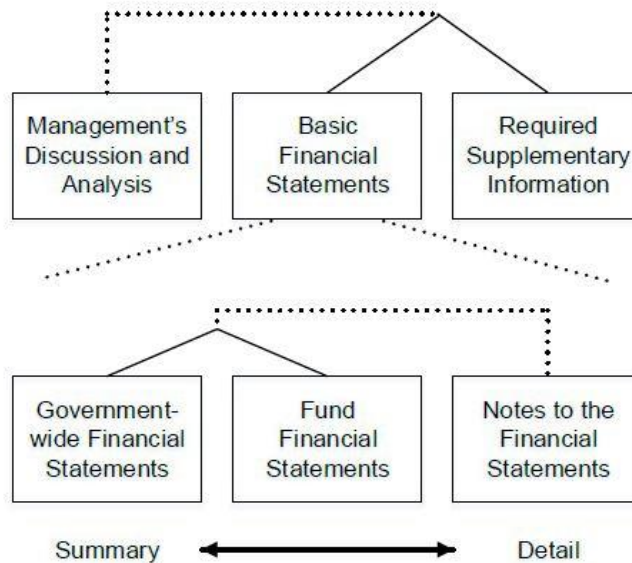 Management's
Discussion and
Analysis
Basic
Financial
Statements
Required
Supplementary
Information
Government-
wide Financial
Statements
Fund
Financial
Statements
Notes to the
Financial
Statements
Summary
Detail